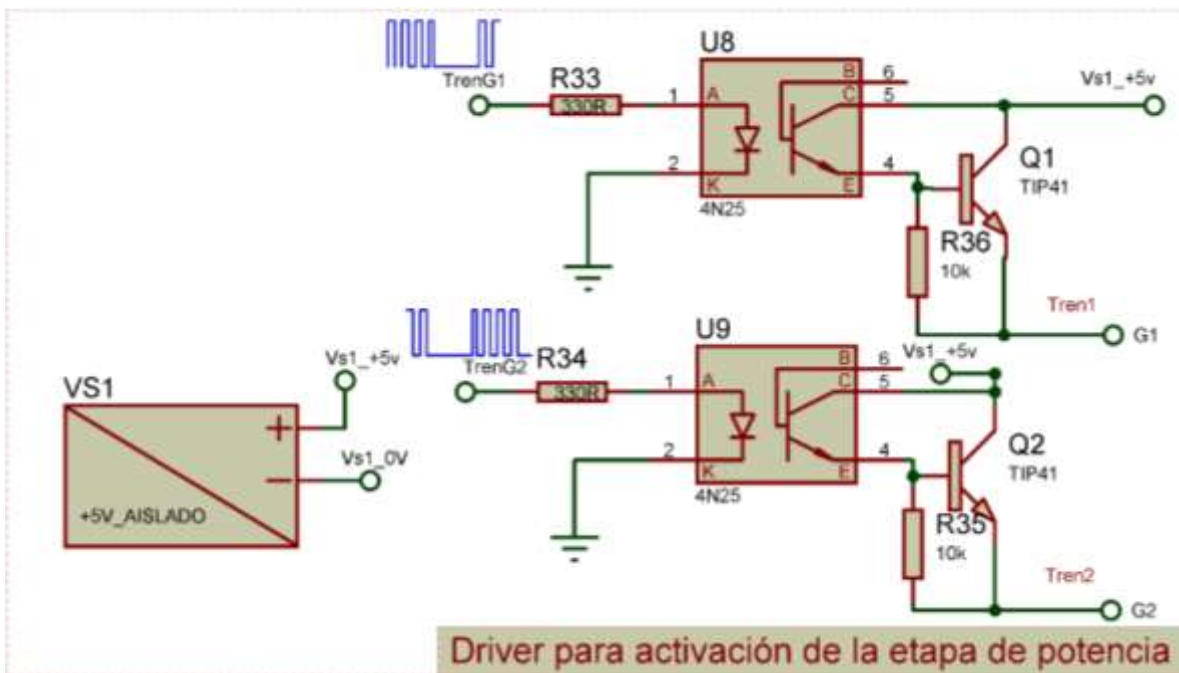 U8
TrenG1
R33
330R
1
A
B
6
C
5
Vs1_+5v
2
K
4
E
4N25
Q1
TIP41
R36
10k
Tren1
G1
U9
Vs1_+5v
TrenG2
R34
330R
1
A
B
6
C
5
2
K
4
E
4N25
Q2
TIP41
R35
10k
Tren2
G2
VS1
Vs1_+5v
+
-
Vs1_0V
+5V_AISLADO
Driver para activación de la etapa de potencia